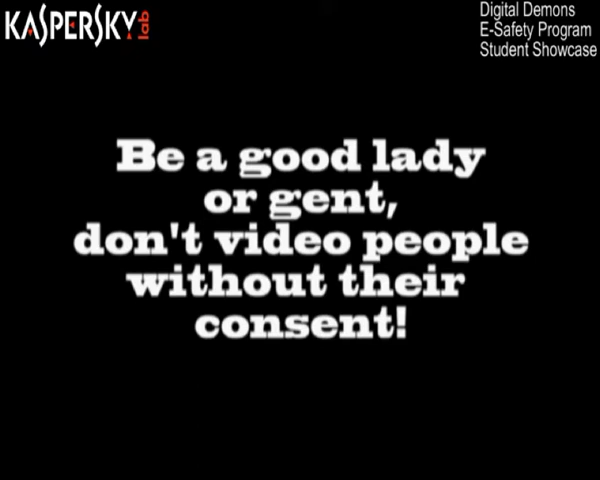 KASPERSKY lab
Digital Demons
E-Safety Program
Student Showcase
Be a good lady
or gent,
don't video people
without their
consent!